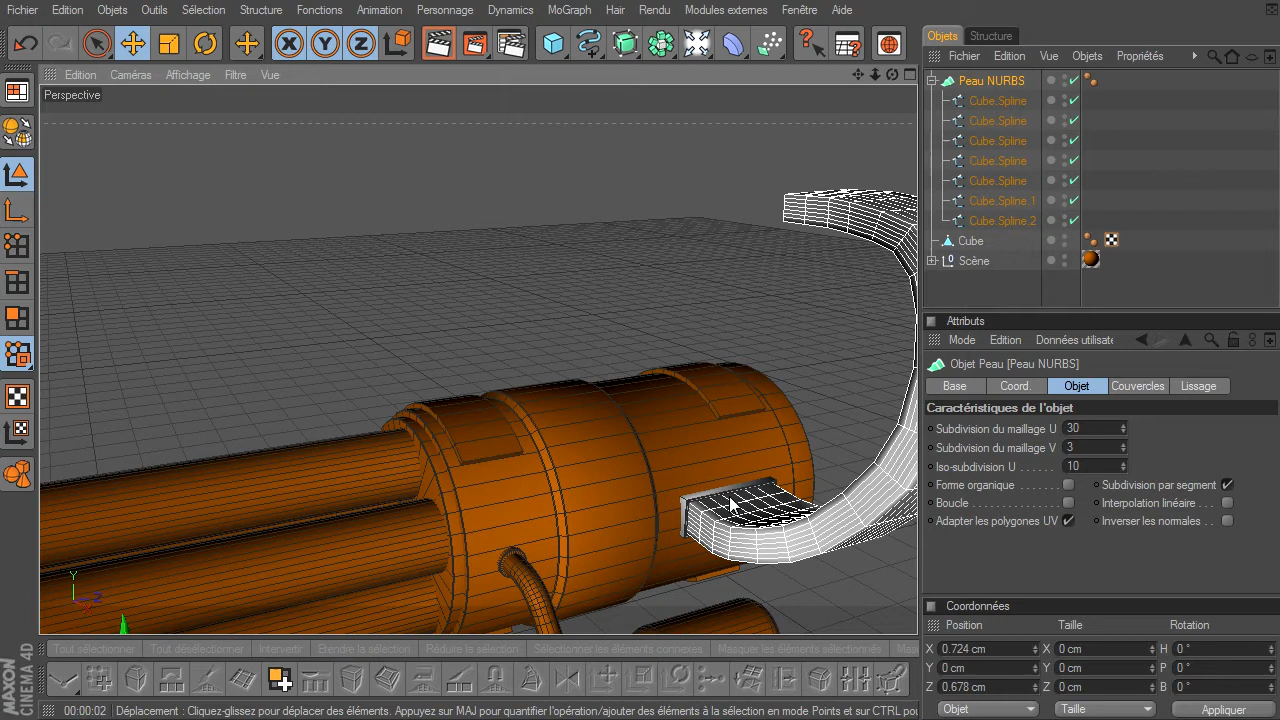 Fichier Edition Objets Outils Sélection Structure Fonctions Animation Personnage Dynamics MoGraph Hair Rendu Modules externes Fenêtre Aide
Edition Caméras Affichage Filtre Vue
Perspective
Objets Structure
Fichier Edition Vue Objets Propriétés
Peau NURBS
Cube.Spline
Cube.Spline
Cube.Spline
Cube.Spline
Cube.Spline
Cube.Spline.1
Cube.Spline.2
Cube
Scène
Attributs
Mode Edition Données utilisate
Objet Peau [Peau NURBS]
Base Coord. Objet Couvercles Lissage
Caractéristiques de l'objet
Subdivision du maillage U 30
Subdivision du maillage V 3
Iso-subdivision U . . . . . . 10
Forme organique . . . . . . . Subdivision par segment
Boucle Interpolation linéaire
Adapter les polygones UV Inverser les normales . .
Coordonnées
Position Taille Rotation
X 0.724 cm X 0 cm H 0 °
Y 0 cm Y 0 cm P 0 °
Z 0.678 cm Z 0 cm B 0 °
Objet Taille Appliquer
Tout sélectionner Tout désélectionner Intervertir Etendre la sélection Réduire la sélection Sélectionner les éléments connexes Masquer les éléments sélectionnés Mas
MAXON
CINEMA 4D
00:00:02 Déplacement : Cliquez-glissez pour déplacer des éléments. Appuyez sur MAJ pour quantifier l'opération/ajouter des éléments à la sélection en mode Points et sur CTRL pou
Y
Z